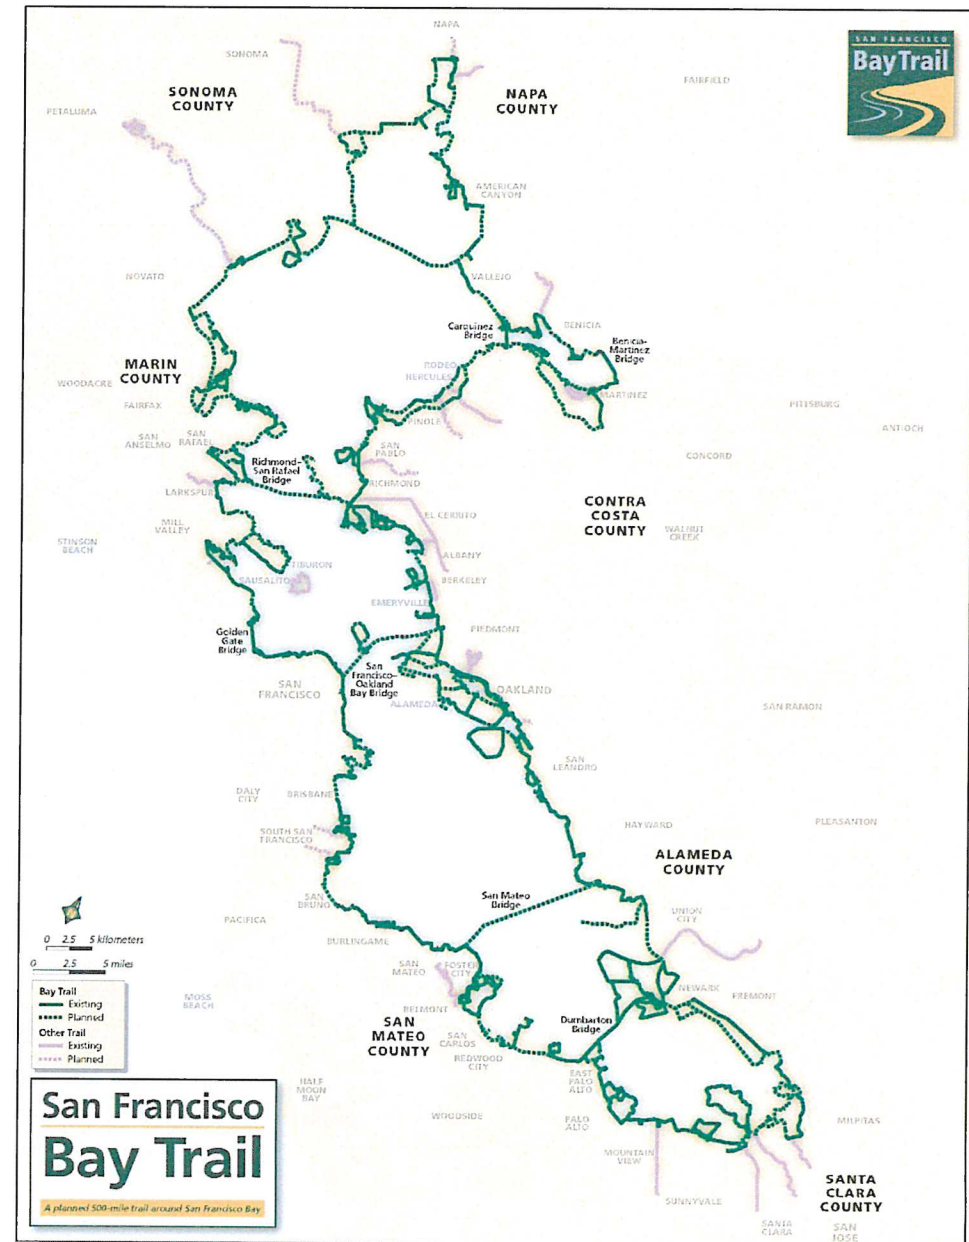 NAPA
SONOMA
SAN FRANCISCO
Bay Trail
SONOMA
COUNTY
NAPA
COUNTY
FAIRFIELD
PETALUMA
AMERICAN
CANYON
NOVATO
VALLEJO
Carquinez
Bridge
BENICIA
Benicia-
Martinez
Bridge
MARIN
COUNTY
RODEO
HERCULES
WOODACRE
MARTINEZ
FAIRFAX
PITTSBURG
PINOLE
ANTIOCH
SAN
ANSELMO
SAN
RAFAEL
SAN
PABLO
CONCORD
Richmond–
San Rafael
Bridge
RICHMOND
LARKSPUR
CONTRA
COSTA
COUNTY
EL CERRITO
MILL
VALLEY
WALNUT
CREEK
STINSON
BEACH
ALBANY
TIBURON
SAUSALITO
BERKELEY
EMERYVILLE
Golden
Gate
Bridge
PIEDMONT
San
Francisco–
Oakland
Bay Bridge
SAN
FRANCISCO
OAKLAND
ALAMEDA
SAN RAMON
SAN
LEANDRO
DALY
CITY
BRISBANE
HAYWARD
PLEASANTON
SOUTH SAN
FRANCISCO
ALAMEDA
COUNTY
SAN
BRUNO
San Mateo
Bridge
PACIFICA
UNION
CITY
BURLINGAME
0 2.5 5 kilometers
0 2.5 5 miles
SAN
MATEO
FOSTER
CITY
NEWARK
FREMONT
MOSS
BEACH
BELMONT
Dumbarton
Bridge
Bay Trail
Existing
Planned
Other Trail
Existing
Planned
SAN
MATEO
COUNTY
SAN
CARLOS
REDWOOD
CITY
EAST
PALO
ALTO
HALF
MOON
BAY
WOODSIDE
PALO
ALTO
MILPITAS
MOUNTAIN
VIEW
SANTA
CLARA
COUNTY
SUNNYVALE
SANTA
CLARA
SAN
JOSE
San Francisco
Bay Trail
A planned 500-mile trail around San Francisco Bay